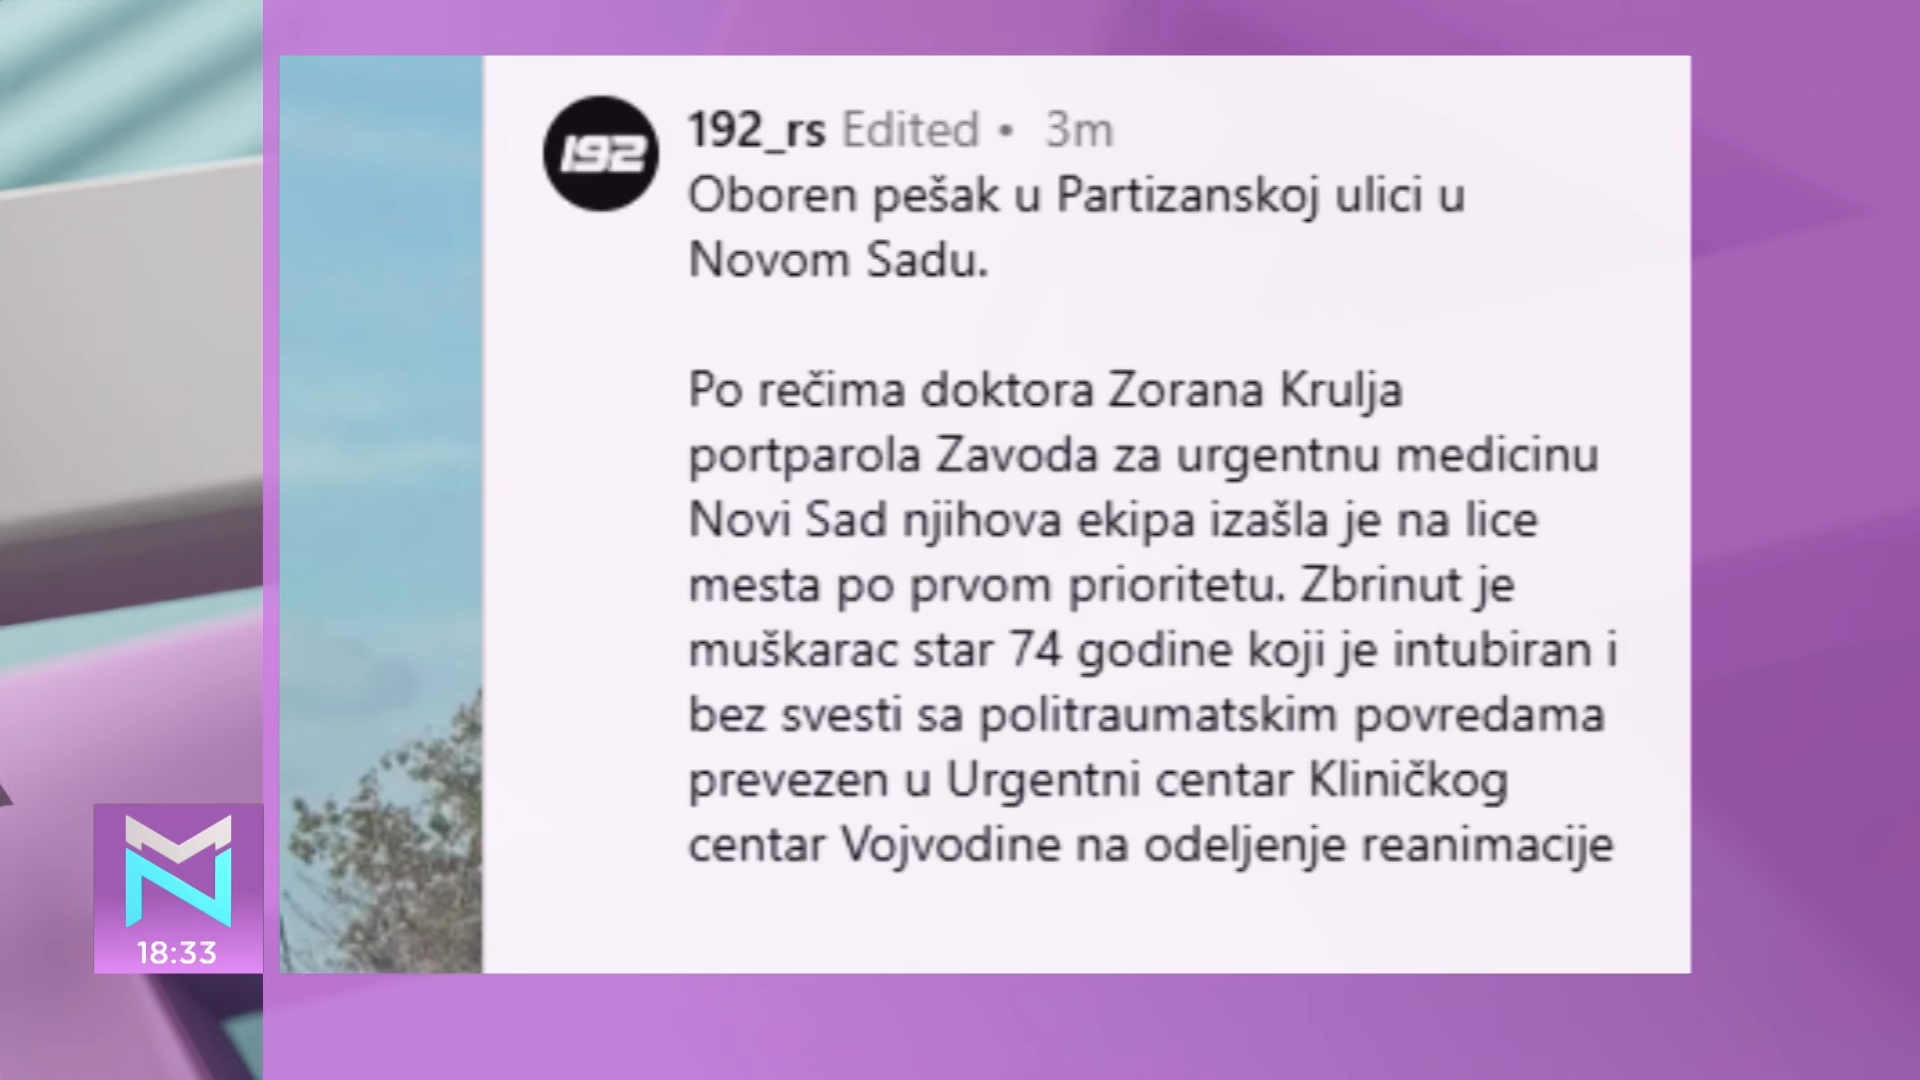 192
192_rs Edited • 3m
Oboren pešak u Partizanskoj ulici u
Novom Sadu.
Po rečima doktora Zorana Krulja
portparola Zavoda za urgentnu medicinu
Novi Sad njihova ekipa izašla je na lice
mesta po prvom prioritetu. Zbrinut je
muškarac star 74 godine koji je intubiran i
bez svesti sa politraumatskim povredama
prevezen u Urgentni centar Kliničkog
centar Vojvodine na odeljenje reanimacije
18:33